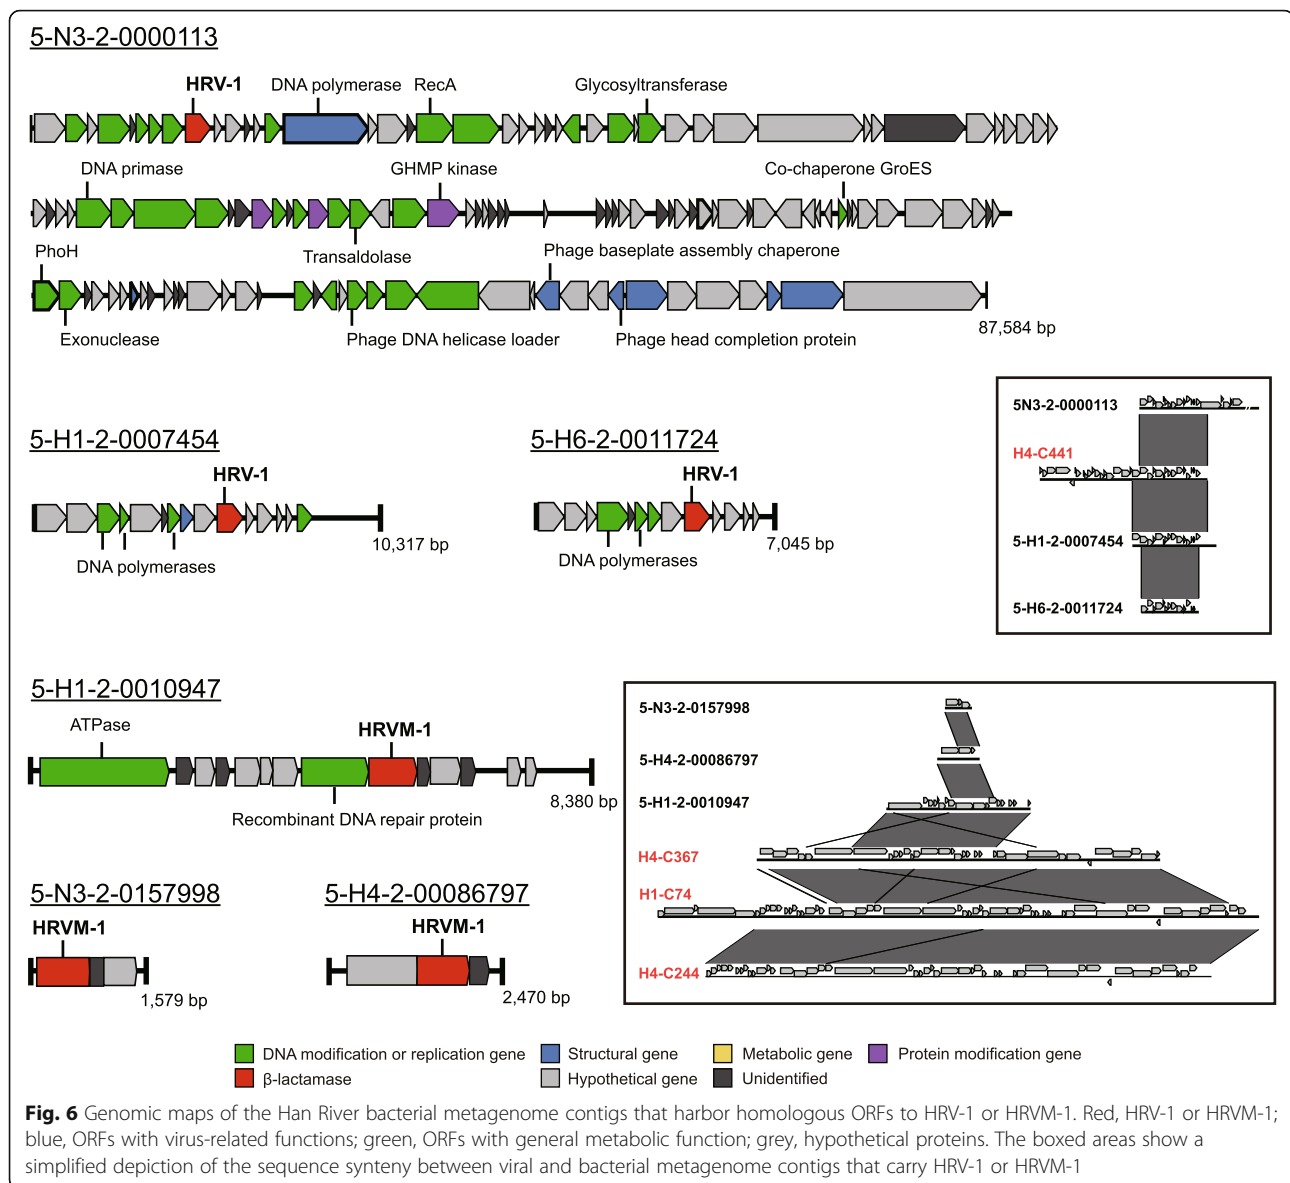 5-N3-2-0000113
HRV-1
DNA polymerase
RecA
Glycosyltransferase
DNA primase
GHMP kinase
Co-chaperone GroES
PhoH
Transaldolase
Phage baseplate assembly chaperone
Exonuclease
Phage DNA helicase loader
Phage head completion protein
87,584 bp
5-H1-2-0007454
HRV-1
DNA polymerases
10,317 bp
5-H6-2-0011724
HRV-1
DNA polymerases
7,045 bp
5N3-2-0000113
H4-C441
5-H1-2-0007454
5-H6-2-0011724
5-H1-2-0010947
ATPase
HRVM-1
Recombinant DNA repair protein
8,380 bp
5-N3-2-0157998
HRVM-1
1,579 bp
5-H4-2-00086797
HRVM-1
2,470 bp
5-N3-2-0157998
5-H4-2-00086797
5-H1-2-0010947
H4-C367
H1-C74
H4-C244
DNA modification or replication gene
Structural gene
Metabolic gene
Protein modification gene
β-lactamase
Hypothetical gene
Unidentified
Fig. 6 Genomic maps of the Han River bacterial metagenome contigs that harbor homologous ORFs to HRV-1 or HRVM-1. Red, HRV-1 or HRVM-1;
blue, ORFs with virus-related functions; green, ORFs with general metabolic function; grey, hypothetical proteins. The boxed areas show a
simplified depiction of the sequence synteny between viral and bacterial metagenome contigs that carry HRV-1 or HRVM-1